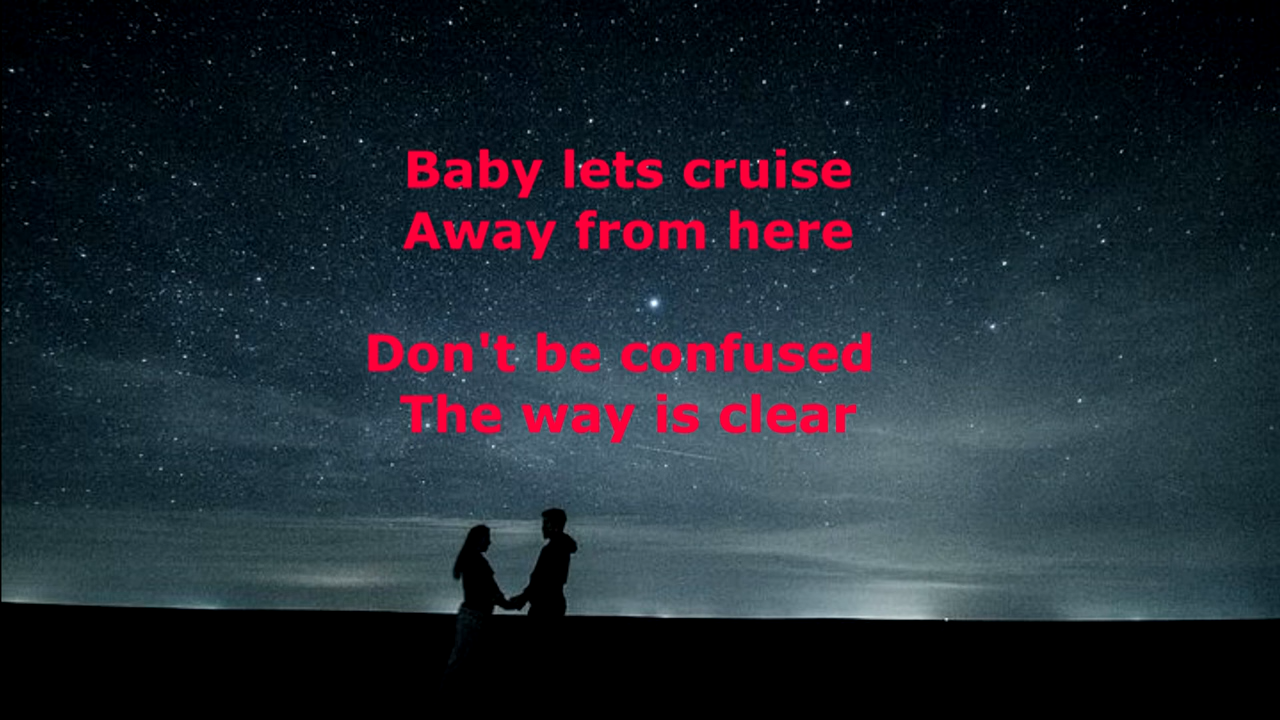 Baby lets cruise
Away from here
Don't be confused
The way is clear